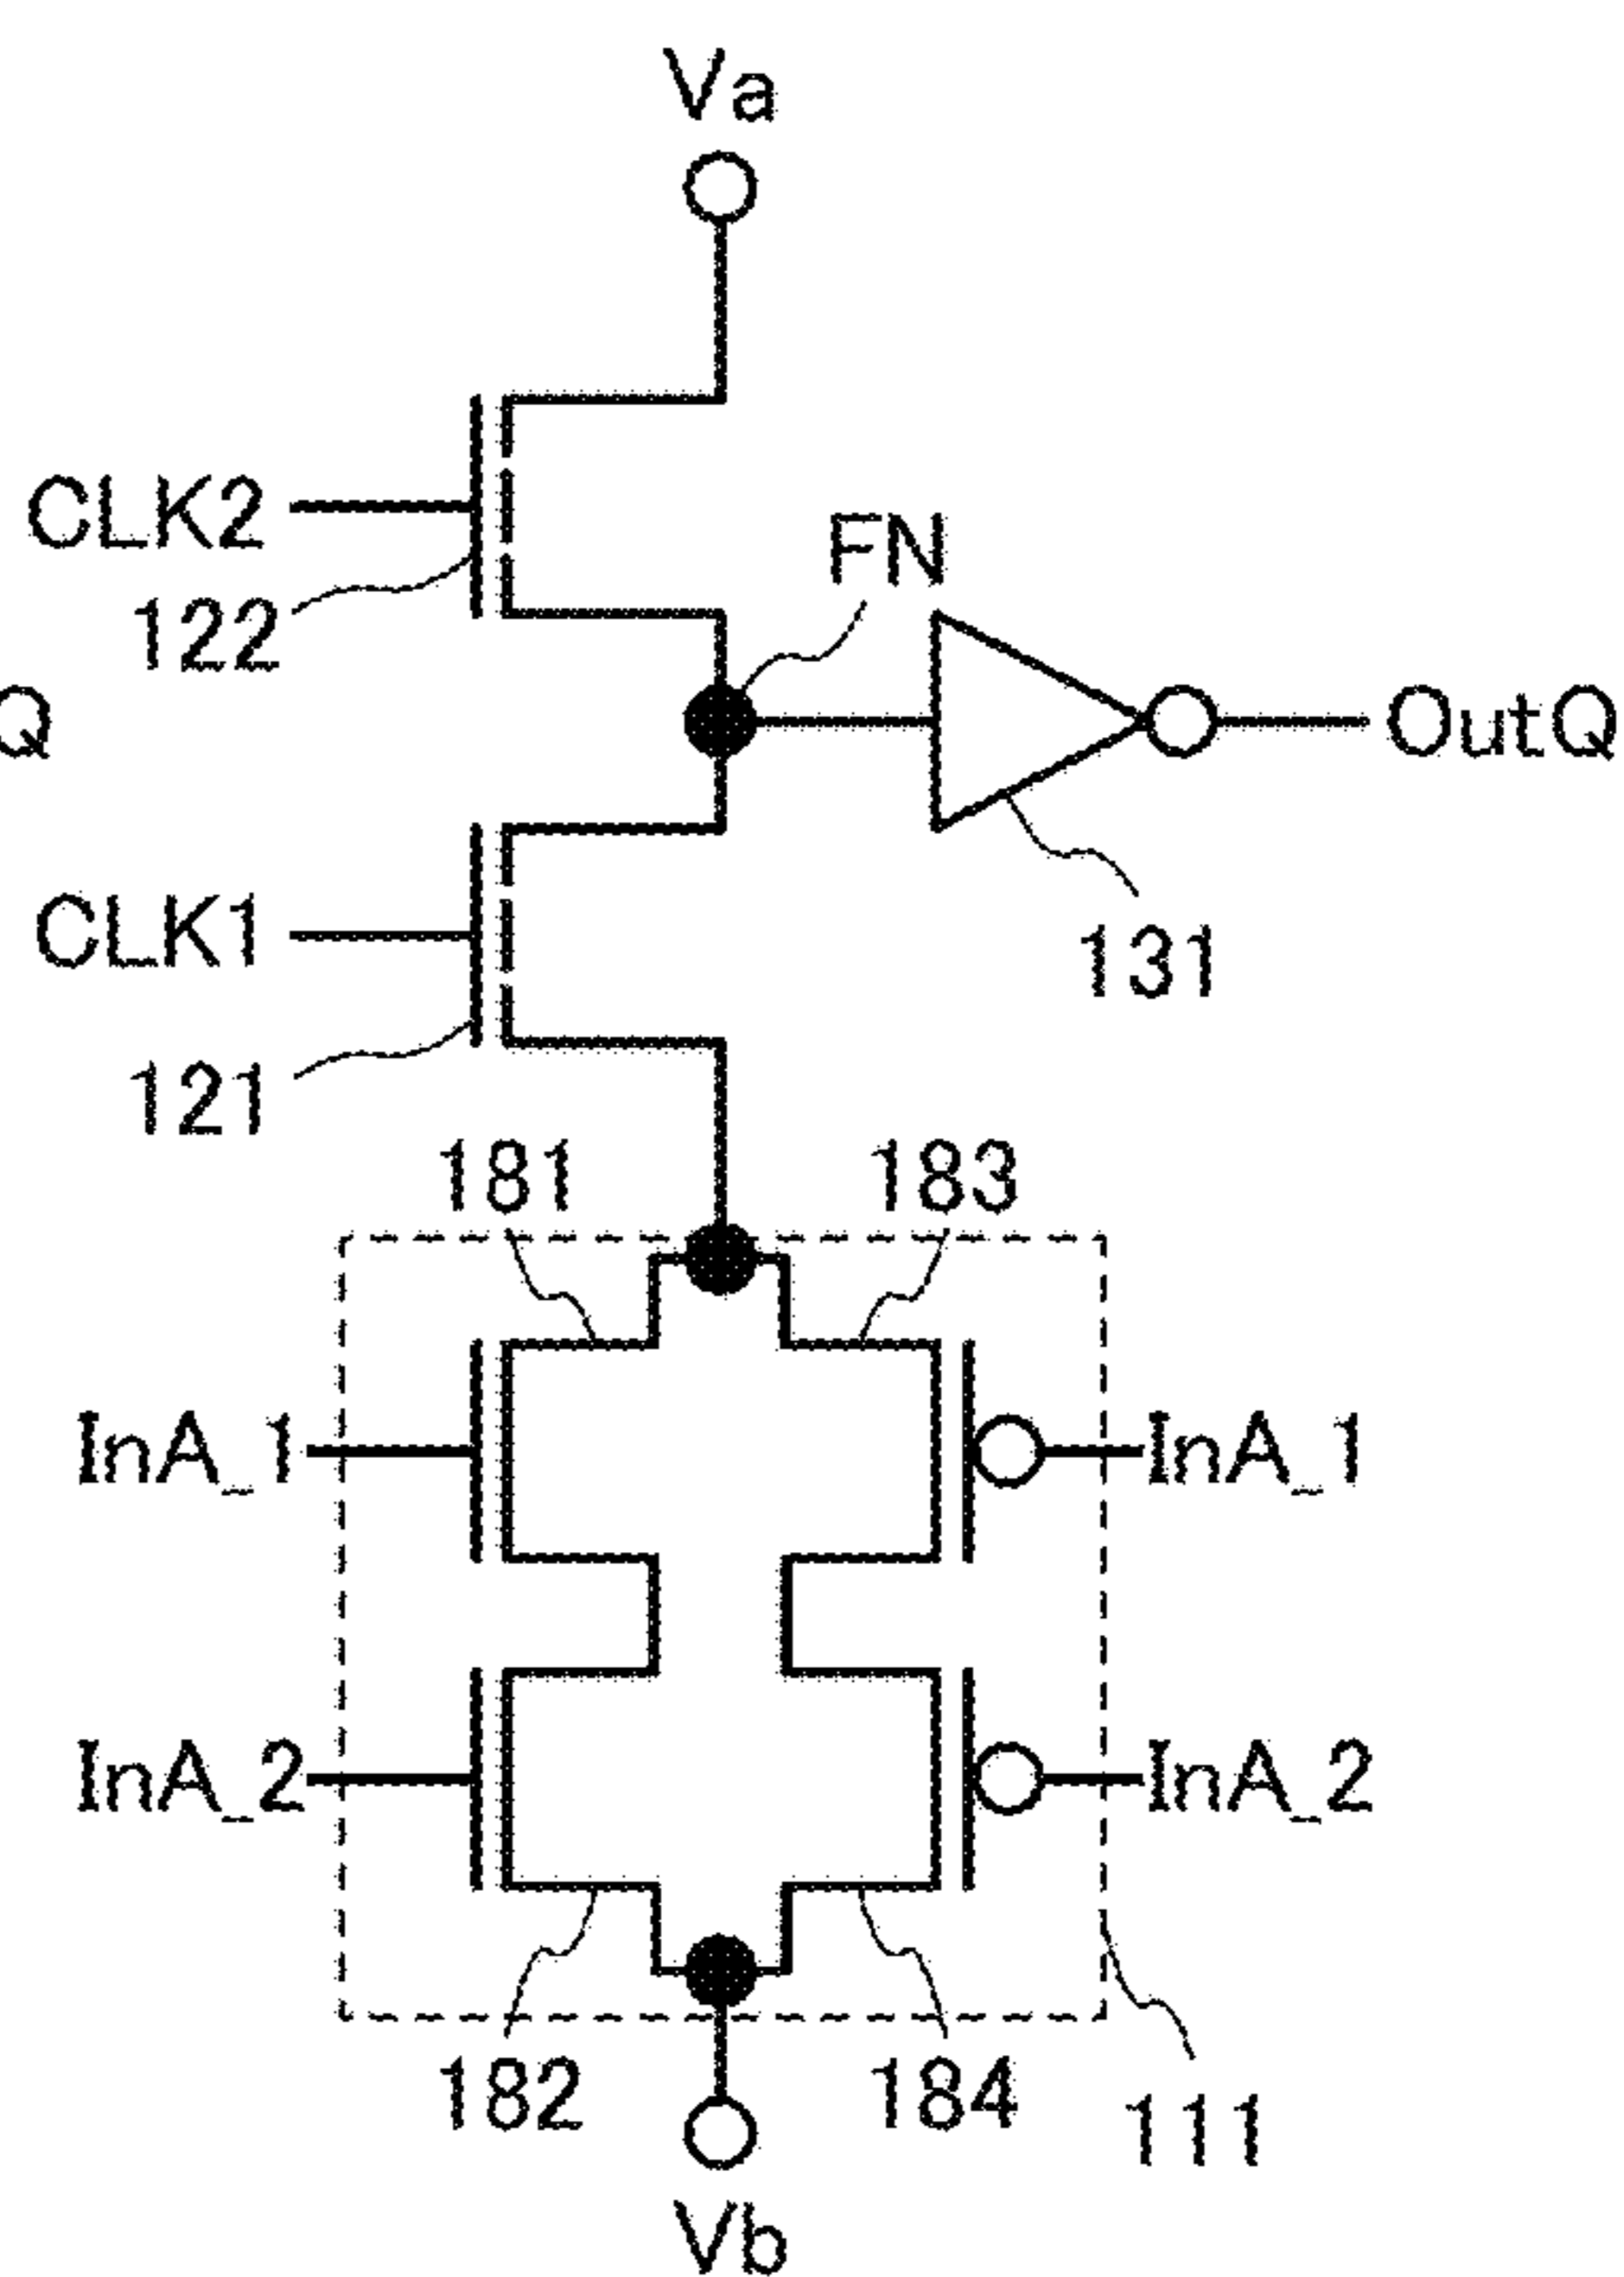 Va
CLK2
FN
122
Q
OutQ
CLK1
131
121
181 183
InA_1 InA_1
InA_2 InA_2
182 184
111
Vb